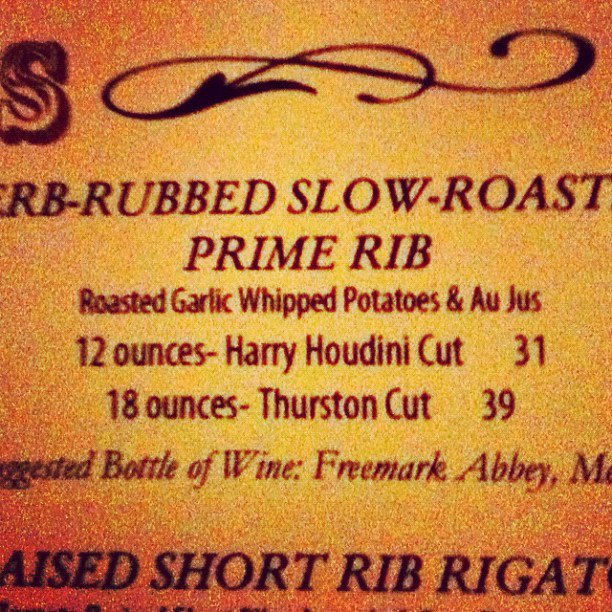 S
ERB-RUBBED SLOW-ROAST
PRIME RIB
Roasted Garlic Whipped Potatoes & Au Jus
12 ounces- Harry Houdini Cut 31
18 ounces- Thurston Cut 39
uggested Bottle of Wine: Freemark Abbey, M
AISED SHORT RIB RIGAT